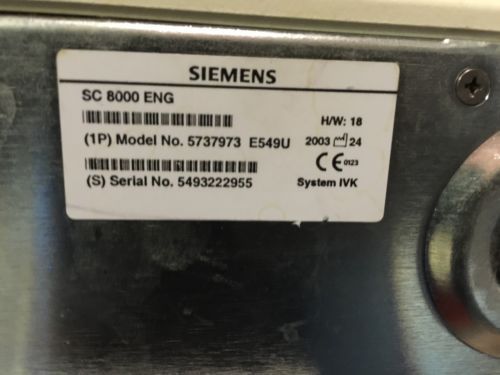 SIEMENS
SC 8000 ENG
H/W: 18
(1P) Model No. 5737973 E549U
2003 24
CE 0123
(S) Serial No. 5493222955
System IVK